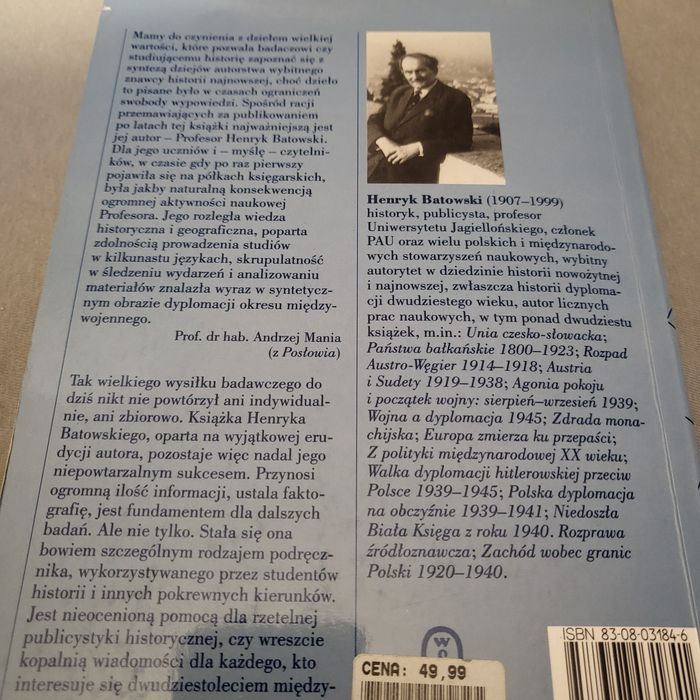 Mamy do czynienia z dziełem wielkiej
wartości, które pozwala badaczowi czy
studiującemu historię zapoznać się z
syntezą dziejów autorstwa wybitnego
znawcy historii najnowszej, choć dzieło
to pisane było w czasach ograniczeń
swobody wypowiedzi. Spośród racji
przemawiających za publikowaniem
po latach tej książki najważniejszą jest
jej autor – Profesor Henryk Batowski.
Dla jego uczniów i – myślę – czytelni-
ków, w czasie gdy po raz pierwszy
pojawiła się na półkach księgarskich,
była jakby naturalną konsekwencją
ogromnej aktywności naukowej
Profesora. Jego rozległa wiedza
historyczna i geograficzna, poparta
zdolnością prowadzenia studiów
w kilkunastu językach, skrupulatność
w śledzeniu wydarzeń i analizowaniu
materiałów znalazła wyraz w syntetycz-
nym obrazie dyplomacji okresu między-
wojennego.
Prof. dr hab. Andrzej Mania
(z Posłowia)
Tak wielkiego wysiłku badawczego do
dziś nikt nie powtórzył ani indywidual-
nie, ani zbiorowo. Książka Henryka
Batowskiego, oparta na wyjątkowej eru-
dycji autora, pozostaje więc nadal jego
niepowtarzalnym sukcesem. Przynosi
ogromną ilość informacji, ustala fakto-
grafię, jest fundamentem dla dalszych
badań. Ale nie tylko. Stała się ona
bowiem szczególnym rodzajem podręcz-
nika, wykorzystywanego przez studentów
historii i innych pokrewnych kierunków.
Jest nieocenioną pomocą dla rzetelnej
publicystyki historycznej, czy wreszcie
kopalnią wiadomości dla każdego, kto
interesuje się dwudziestoleciem między-
Henryk Batowski (1907–1999)
historyk, publicysta, profesor
Uniwersytetu Jagiellońskiego, członek
PAU oraz wielu polskich i międzynarodo-
wych stowarzyszeń naukowych, wybitny
autorytet w dziedzinie historii nowożytnej
i najnowszej, zwłaszcza historii dyploma-
cji dwudziestego wieku, autor licznych
prac naukowych, w tym ponad dwudziestu
książek, m.in.: Unia czesko-słowacka;
Państwa bałkańskie 1800–1923; Rozpad
Austro-Węgier 1914–1918; Austria
i Sudety 1919–1938; Agonia pokoju
i początek wojny: sierpień–wrzesień 1939;
Wojna a dyplomacja 1945; Zdrada mona-
chijska; Europa zmierza ku przepaści;
Z polityki międzynarodowej XX wieku;
Walka dyplomacji hitlerowskiej przeciw
Polsce 1939–1945; Polska dyplomacja
na obczyźnie 1939–1941; Niedoszła
Biała Księga z roku 1940. Rozprawa
źródłoznawcza; Zachód wobec granic
Polski 1920–1940.
ISBN 83-08-03184-6
CENA: 49,99